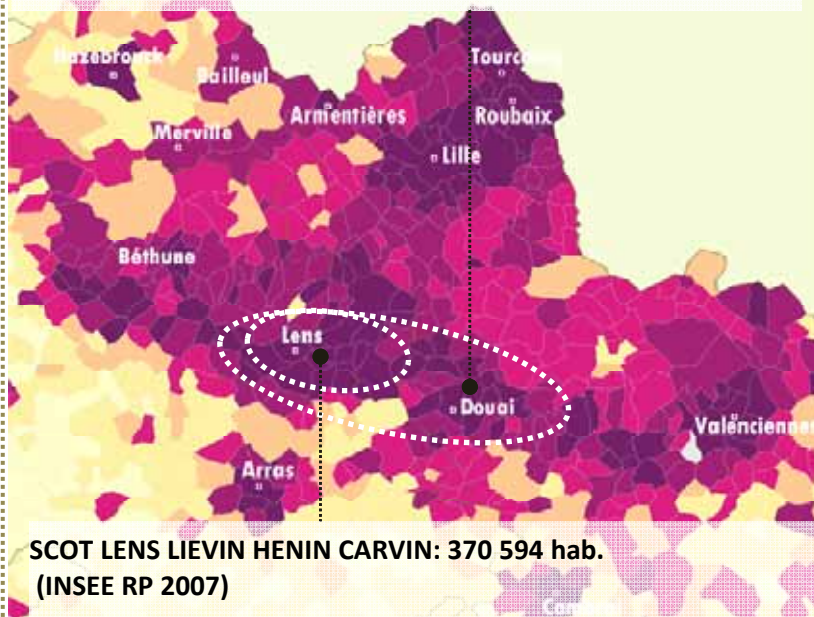 Hazebrouck
Bailleul
Tourcoing
Armentières
Roubaix
Merville
Lille
Béthune
Lens
Douai
Valenciennes
Arras
SCOT LENS LIEVIN HENIN CARVIN: 370 594 hab.
(INSEE RP 2007)